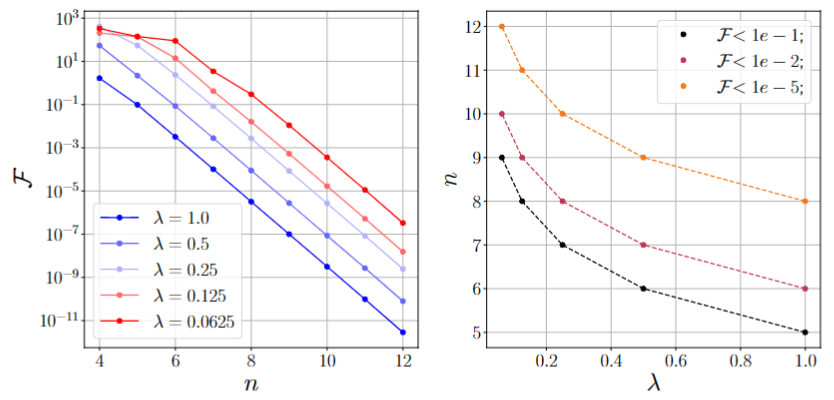 10^3
10^1
10^−1
10^−3
10^−5
10^−7
10^−9
10^−11
ℱ
λ = 1.0
λ = 0.5
λ = 0.25
λ = 0.125
λ = 0.0625
4 6 8 10 12
n
12
11
10
9
8
7
6
5
n
ℱ < 1e − 1;
ℱ < 1e − 2;
ℱ < 1e − 5;
0.2 0.4 0.6 0.8 1.0
λ